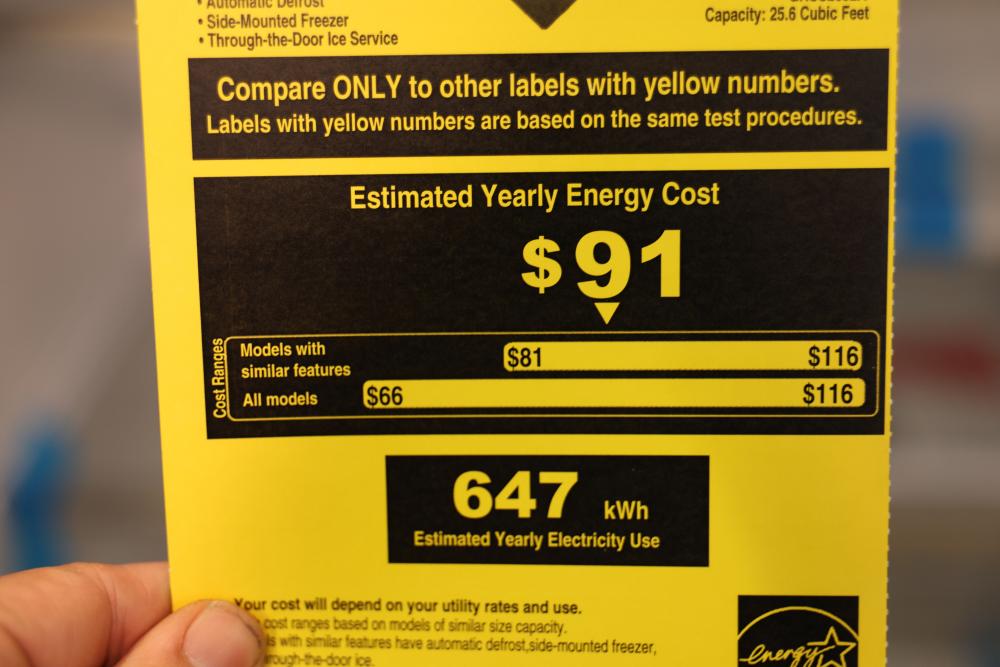 • Automatic Defrost
• Side-Mounted Freezer
• Through-the-Door Ice Service
Capacity: 25.6 Cubic Feet
Compare ONLY to other labels with yellow numbers.
Labels with yellow numbers are based on the same test procedures.
Estimated Yearly Energy Cost
$91
Cost Ranges
Models with
similar features
$81 $116
All models
$66 $116
647 kWh
Estimated Yearly Electricity Use
Your cost will depend on your utility rates and use.
cost ranges based on models of similar size capacity.
ls with similar features have automatic defrost,side-mounted freezer,
rough-the-door ice.
energy